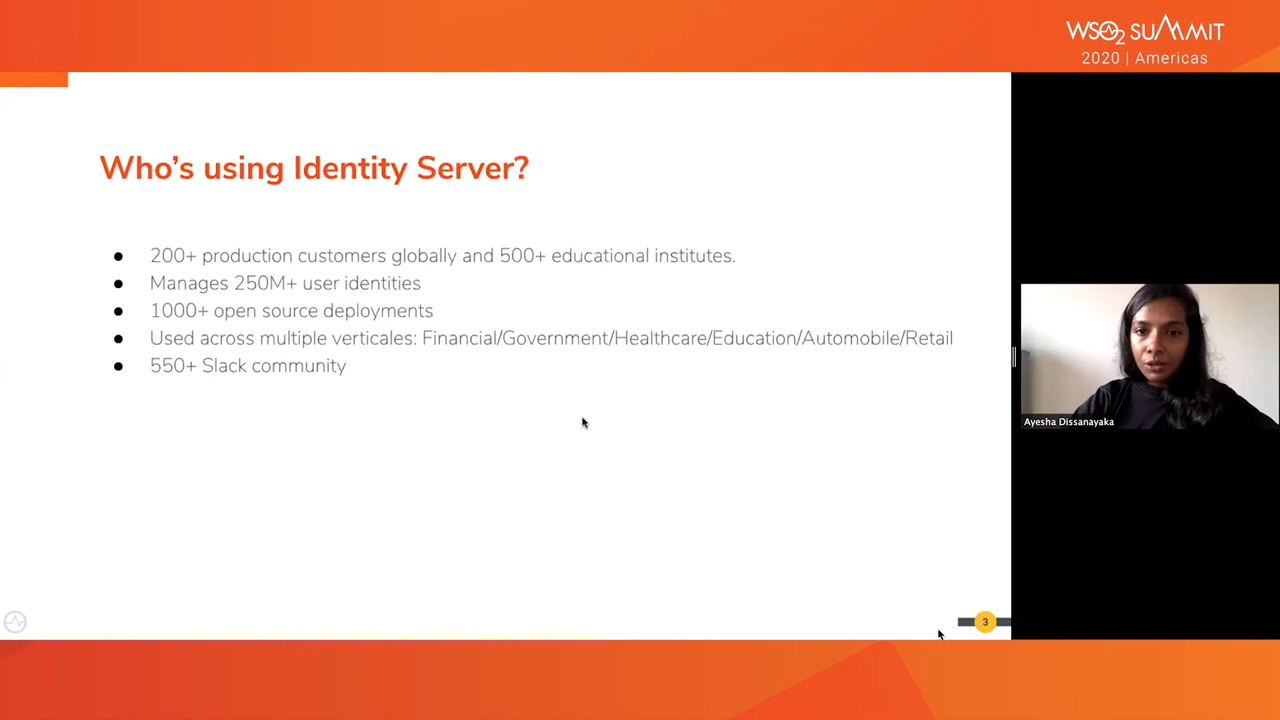 WSO2 SUMMIT
2020 | Americas
Who's using Identity Server?
● 200+ production customers globally and 500+ educational institutes.
● Manages 250M+ user identities
● 1000+ open source deployments
● Used across multiple verticales: Financial/Government/Healthcare/Education/Automobile/Retail
● 550+ Slack community
Ayesha Dissanayaka
3